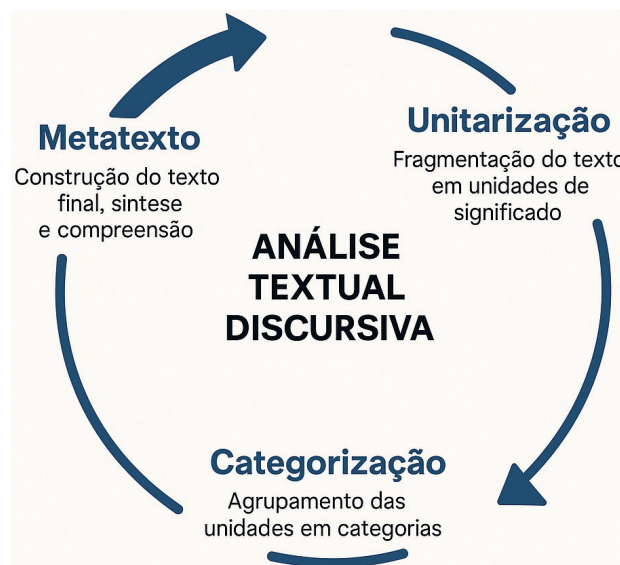 Metatexto
Construção do texto
final, sintese
e compreensão
Unitarização
Fragmentação do texto
em unidades de
significado
ANÁLISE
TEXTUAL
DISCURSIVA
Categorização
Agrupamento das
unidades em categorias